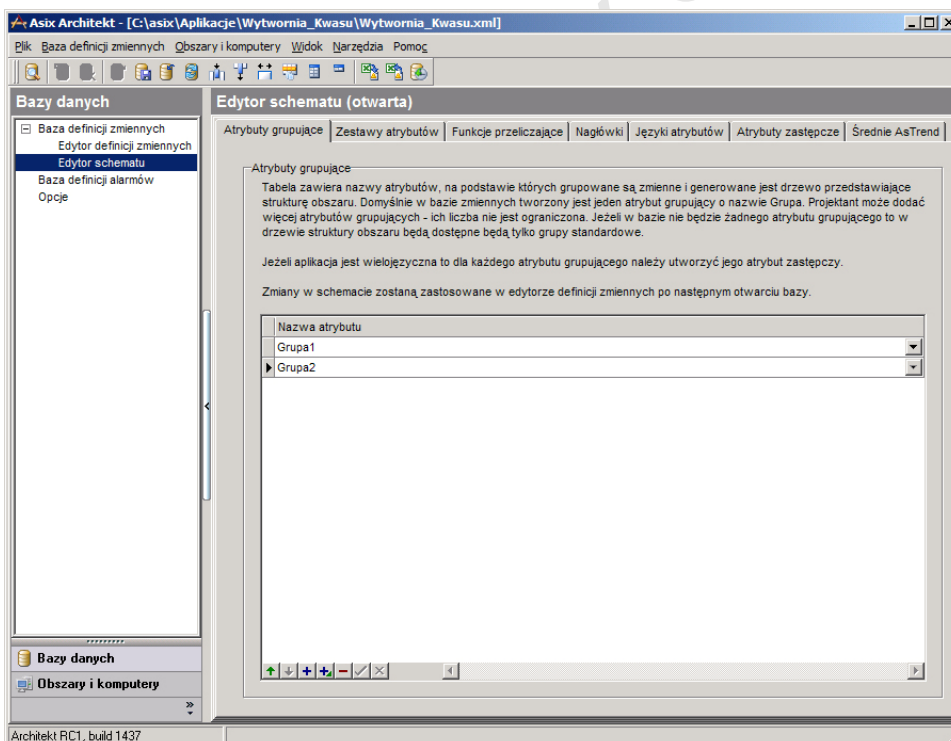 Asix Architekt - [C:\asix\Aplikacje\Wytwornia_Kwasu\Wytwornia_Kwasu.xml]
Plik Baza definicji zmiennych Obszary i komputery Widok Narzędzia Pomoc
Bazy danych
Baza definicji zmiennych
Edytor definicji zmiennych
Edytor schematu
Baza definicji alarmów
Opcje
Bazy danych
Obszary i komputery
Edytor schematu (otwarta)
Atrybuty grupujące Zestawy atrybutów Funkcje przeliczające Nagłówki Języki atrybutów Atrybuty zastępcze Średnie AsTrend
Atrybuty grupujące
Tabela zawiera nazwy atrybutów, na podstawie których grupowane są zmienne i generowane jest drzewo przedstawiające
strukturę obszaru. Domyślnie w bazie zmiennych tworzony jest jeden atrybut grupujący o nazwie Grupa. Projektant może dodać
więcej atrybutów grupujących - ich liczba nie jest ograniczona. Jeżeli w bazie nie będzie żadnego atrybutu grupującego to w
drzewie struktury obszaru będą dostępne będą tylko grupy standardowe.
Jeżeli aplikacja jest wielojęzyczna to dla każdego atrybutu grupującego należy utworzyć jego atrybut zastępczy.
Zmiany w schemacie zostaną zastosowane w edytorze definicji zmiennych po następnym otwarciu bazy.
Nazwa atrybutu
Grupa1
Grupa2
Architekt RC1, build 1437